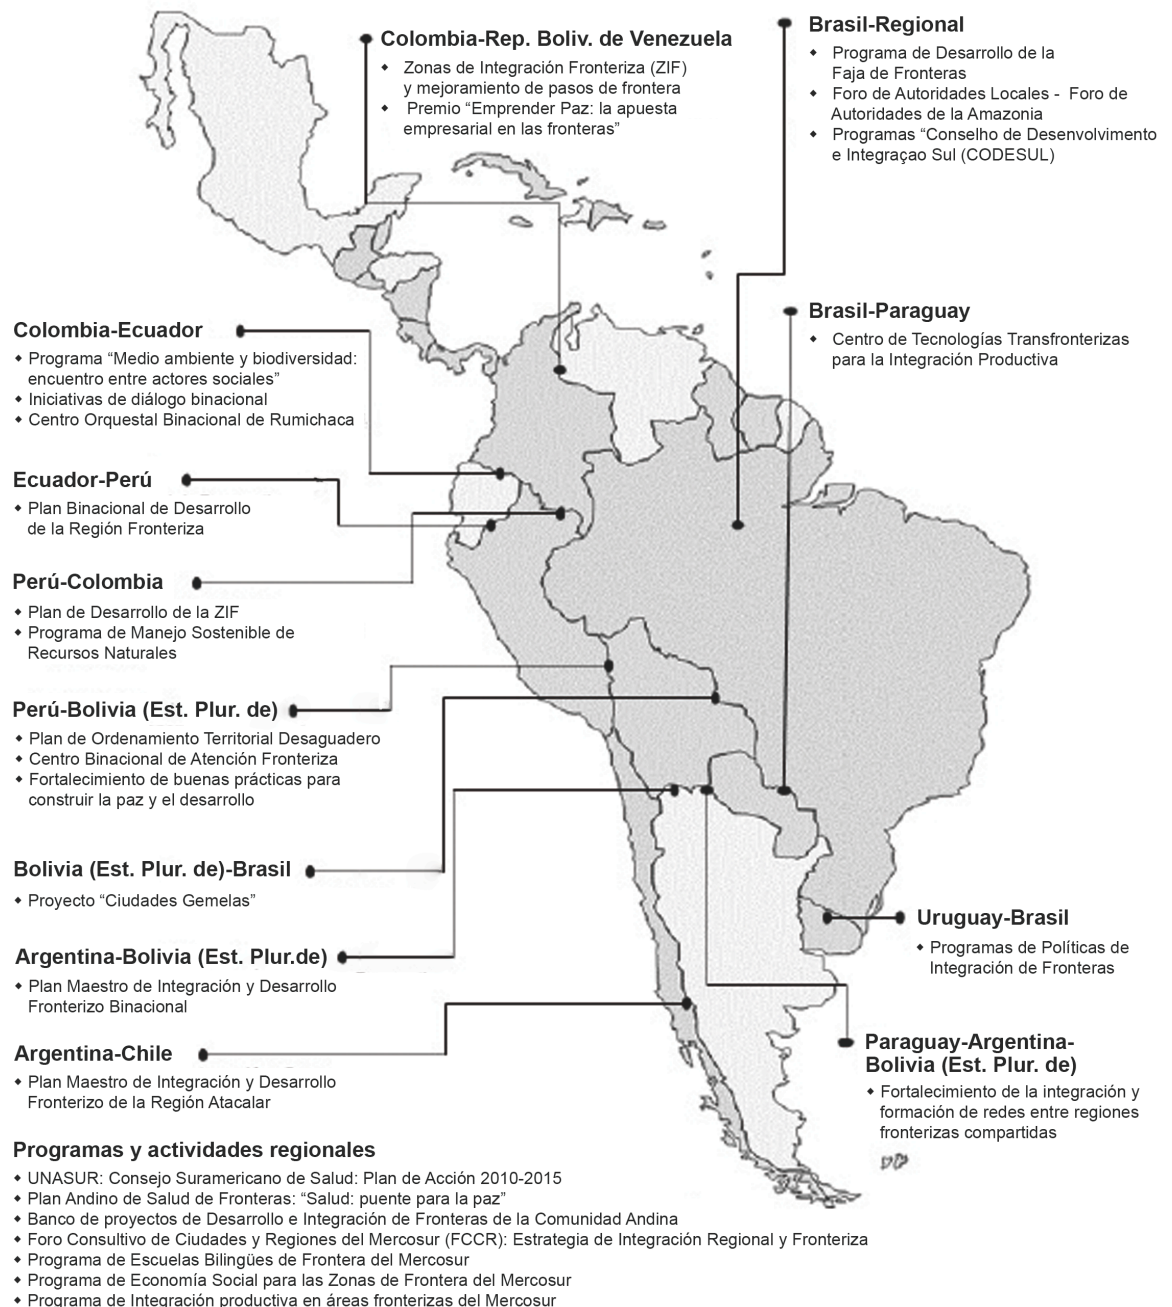 Colombia-Rep. Boliv. de Venezuela
Zonas de Integración Fronteriza (ZIF)
y mejoramiento de pasos de frontera
Premio “Emprender Paz: la apuesta
empresarial en las fronteras”
Brasil-Regional
Programa de Desarrollo de la
Faja de Fronteras
Foro de Autoridades Locales - Foro de
Autoridades de la Amazonia
Programas “Conselho de Desenvolvimento
e Integraçao Sul (CODESUL)
Colombia-Ecuador
Programa “Medio ambiente y biodiversidad:
encuentro entre actores sociales”
Iniciativas de diálogo binacional
Centro Orquestal Binacional de Rumichaca
Brasil-Paraguay
Centro de Tecnologías Transfronterizas
para la Integración Productiva
Ecuador-Perú
Plan Binacional de Desarrollo
de la Región Fronteriza
Perú-Colombia
Plan de Desarrollo de la ZIF
Programa de Manejo Sostenible de
Recursos Naturales
Perú-Bolivia (Est. Plur. de)
Plan de Ordenamiento Territorial Desaguadero
Centro Binacional de Atención Fronteriza
Fortalecimiento de buenas prácticas para
construir la paz y el desarrollo
Bolivia (Est. Plur. de)-Brasil
Proyecto “Ciudades Gemelas”
Argentina-Bolivia (Est. Plur.de)
Plan Maestro de Integración y Desarrollo
Fronterizo Binacional
Argentina-Chile
Plan Maestro de Integración y Desarrollo
Fronterizo de la Región Atacalar
Uruguay-Brasil
Programas de Políticas de
Integración de Fronteras
Paraguay-Argentina-
Bolivia (Est. Plur. de)
Fortalecimiento de la integración y
formación de redes entre regiones
fronterizas compartidas
Programas y actividades regionales
UNASUR: Consejo Suramericano de Salud: Plan de Acción 2010-2015
Plan Andino de Salud de Fronteras: “Salud: puente para la paz”
Banco de proyectos de Desarrollo e Integración de Fronteras de la Comunidad Andina
Foro Consultivo de Ciudades y Regiones del Mercosur (FCCR): Estrategia de Integración Regional y Fronteriza
Programa de Escuelas Bilingües de Frontera del Mercosur
Programa de Economía Social para las Zonas de Frontera del Mercosur
Programa de Integración productiva en áreas fronterizas del Mercosur